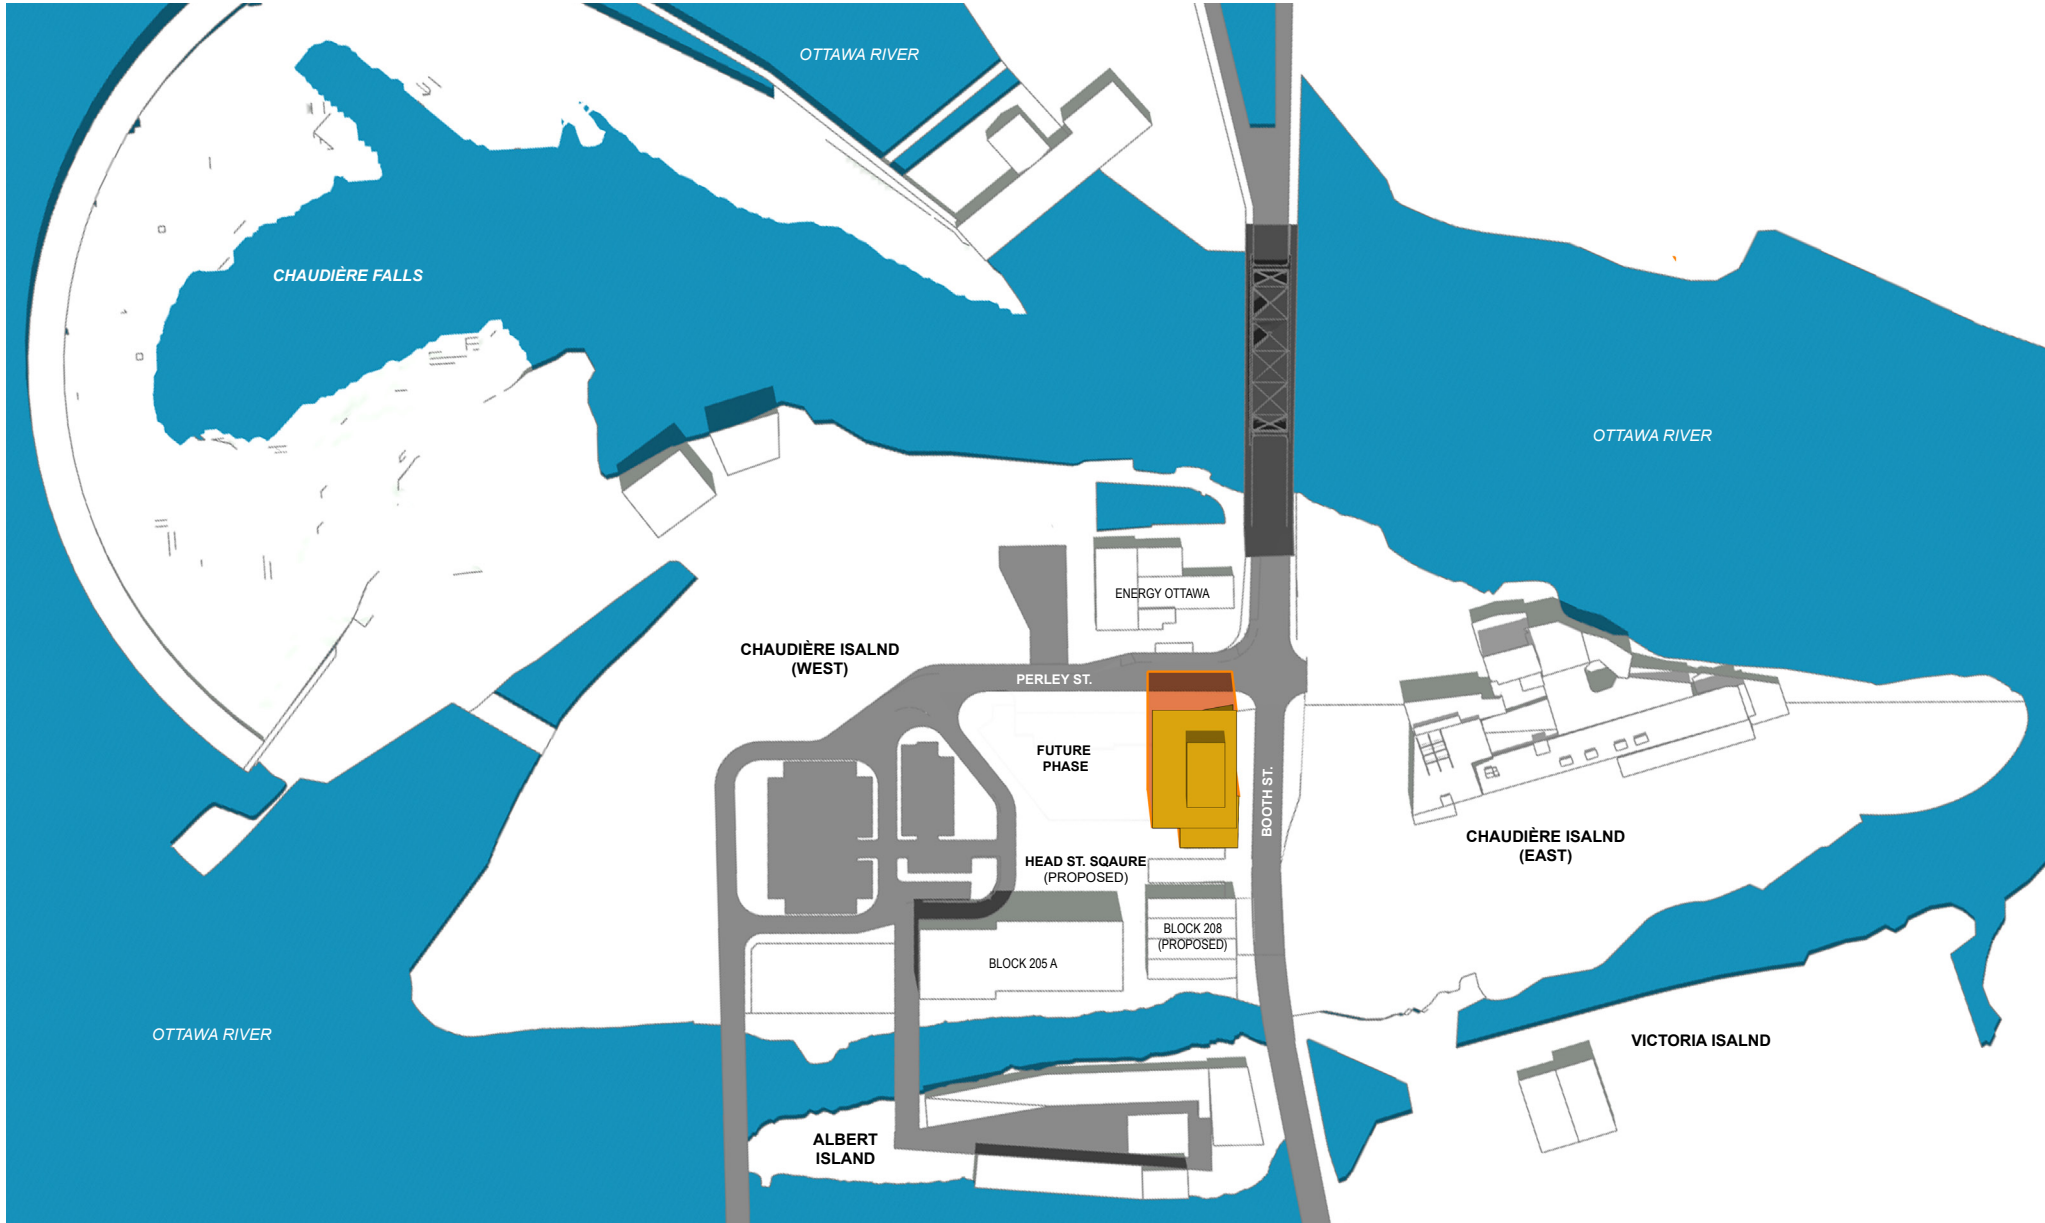 OTTAWA RIVER
CHAUDIÈRE FALLS
OTTAWA RIVER
ENERGY OTTAWA
CHAUDIÈRE ISALND
(WEST)
PERLEY ST.
FUTURE
PHASE
BOOTH ST.
CHAUDIÈRE ISALND
(EAST)
HEAD ST. SQAURE
(PROPOSED)
BLOCK 208
(PROPOSED)
BLOCK 205 A
OTTAWA RIVER
VICTORIA ISALND
ALBERT
ISLAND